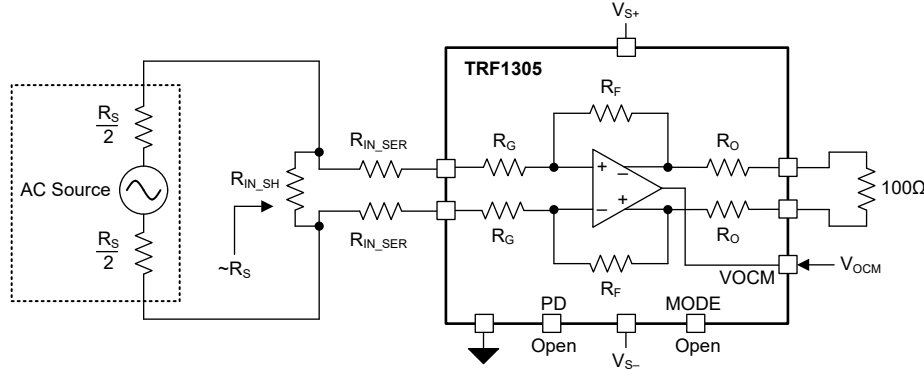 VS+
TRF1305
RF
RS
2
RIN_SER
RG
RO
AC Source
RIN_SH
100Ω
RS
2
RIN_SER
RG
RO
~RS
RF
VOCM
VOCM
PD
MODE
Open
VS–
Open